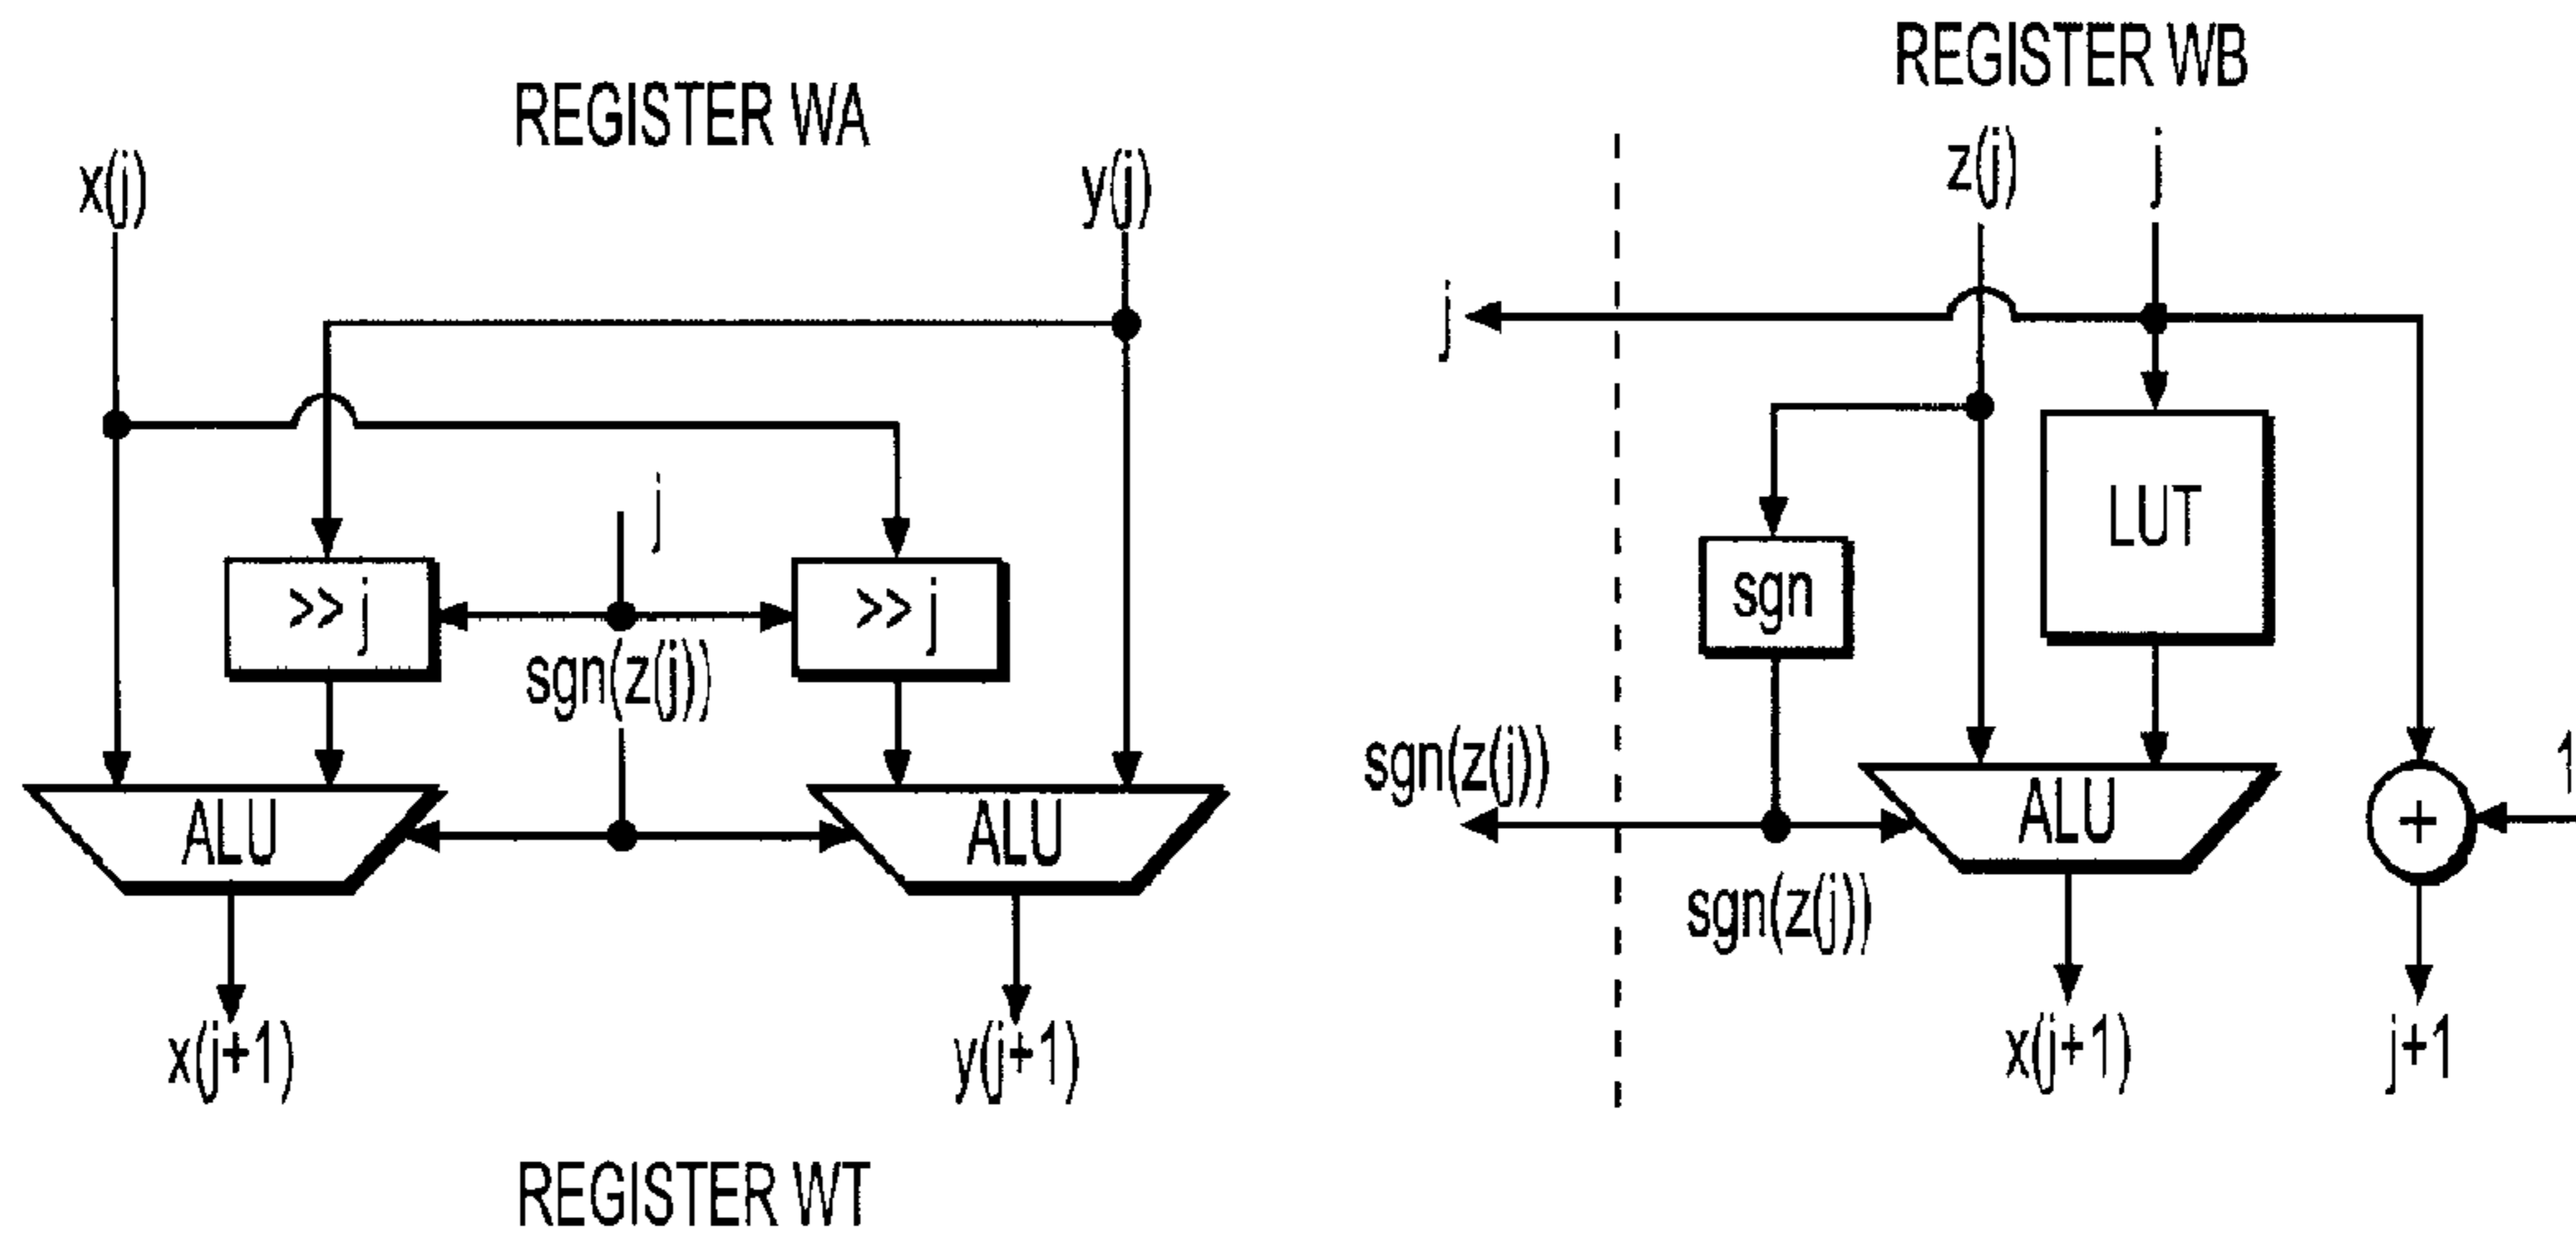 REGISTER WA
x(j)
y(j)
j
>> j
>> j
sgn(z(j))
ALU
ALU
x(j+1)
y(j+1)
REGISTER WT
REGISTER WB
z(j)
j
j
LUT
sgn
sgn(z(j))
ALU
+
1
sgn(z(j))
x(j+1)
j+1